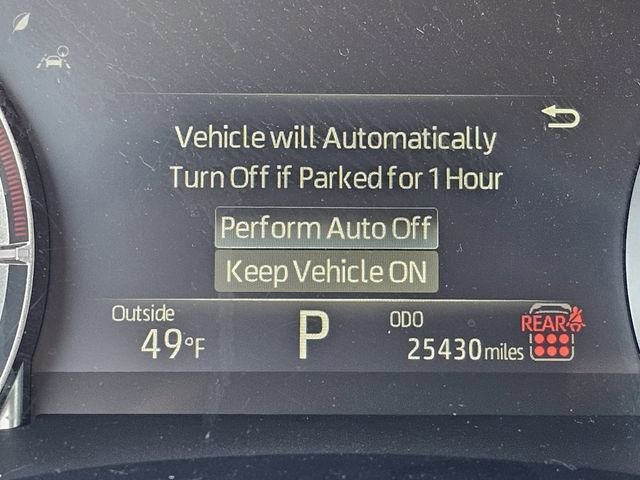 Vehicle will Automatically
Turn Off if Parked for 1 Hour
Perform Auto Off
Keep Vehicle ON
Outside
49°F
P
ODO
25430 miles
REAR